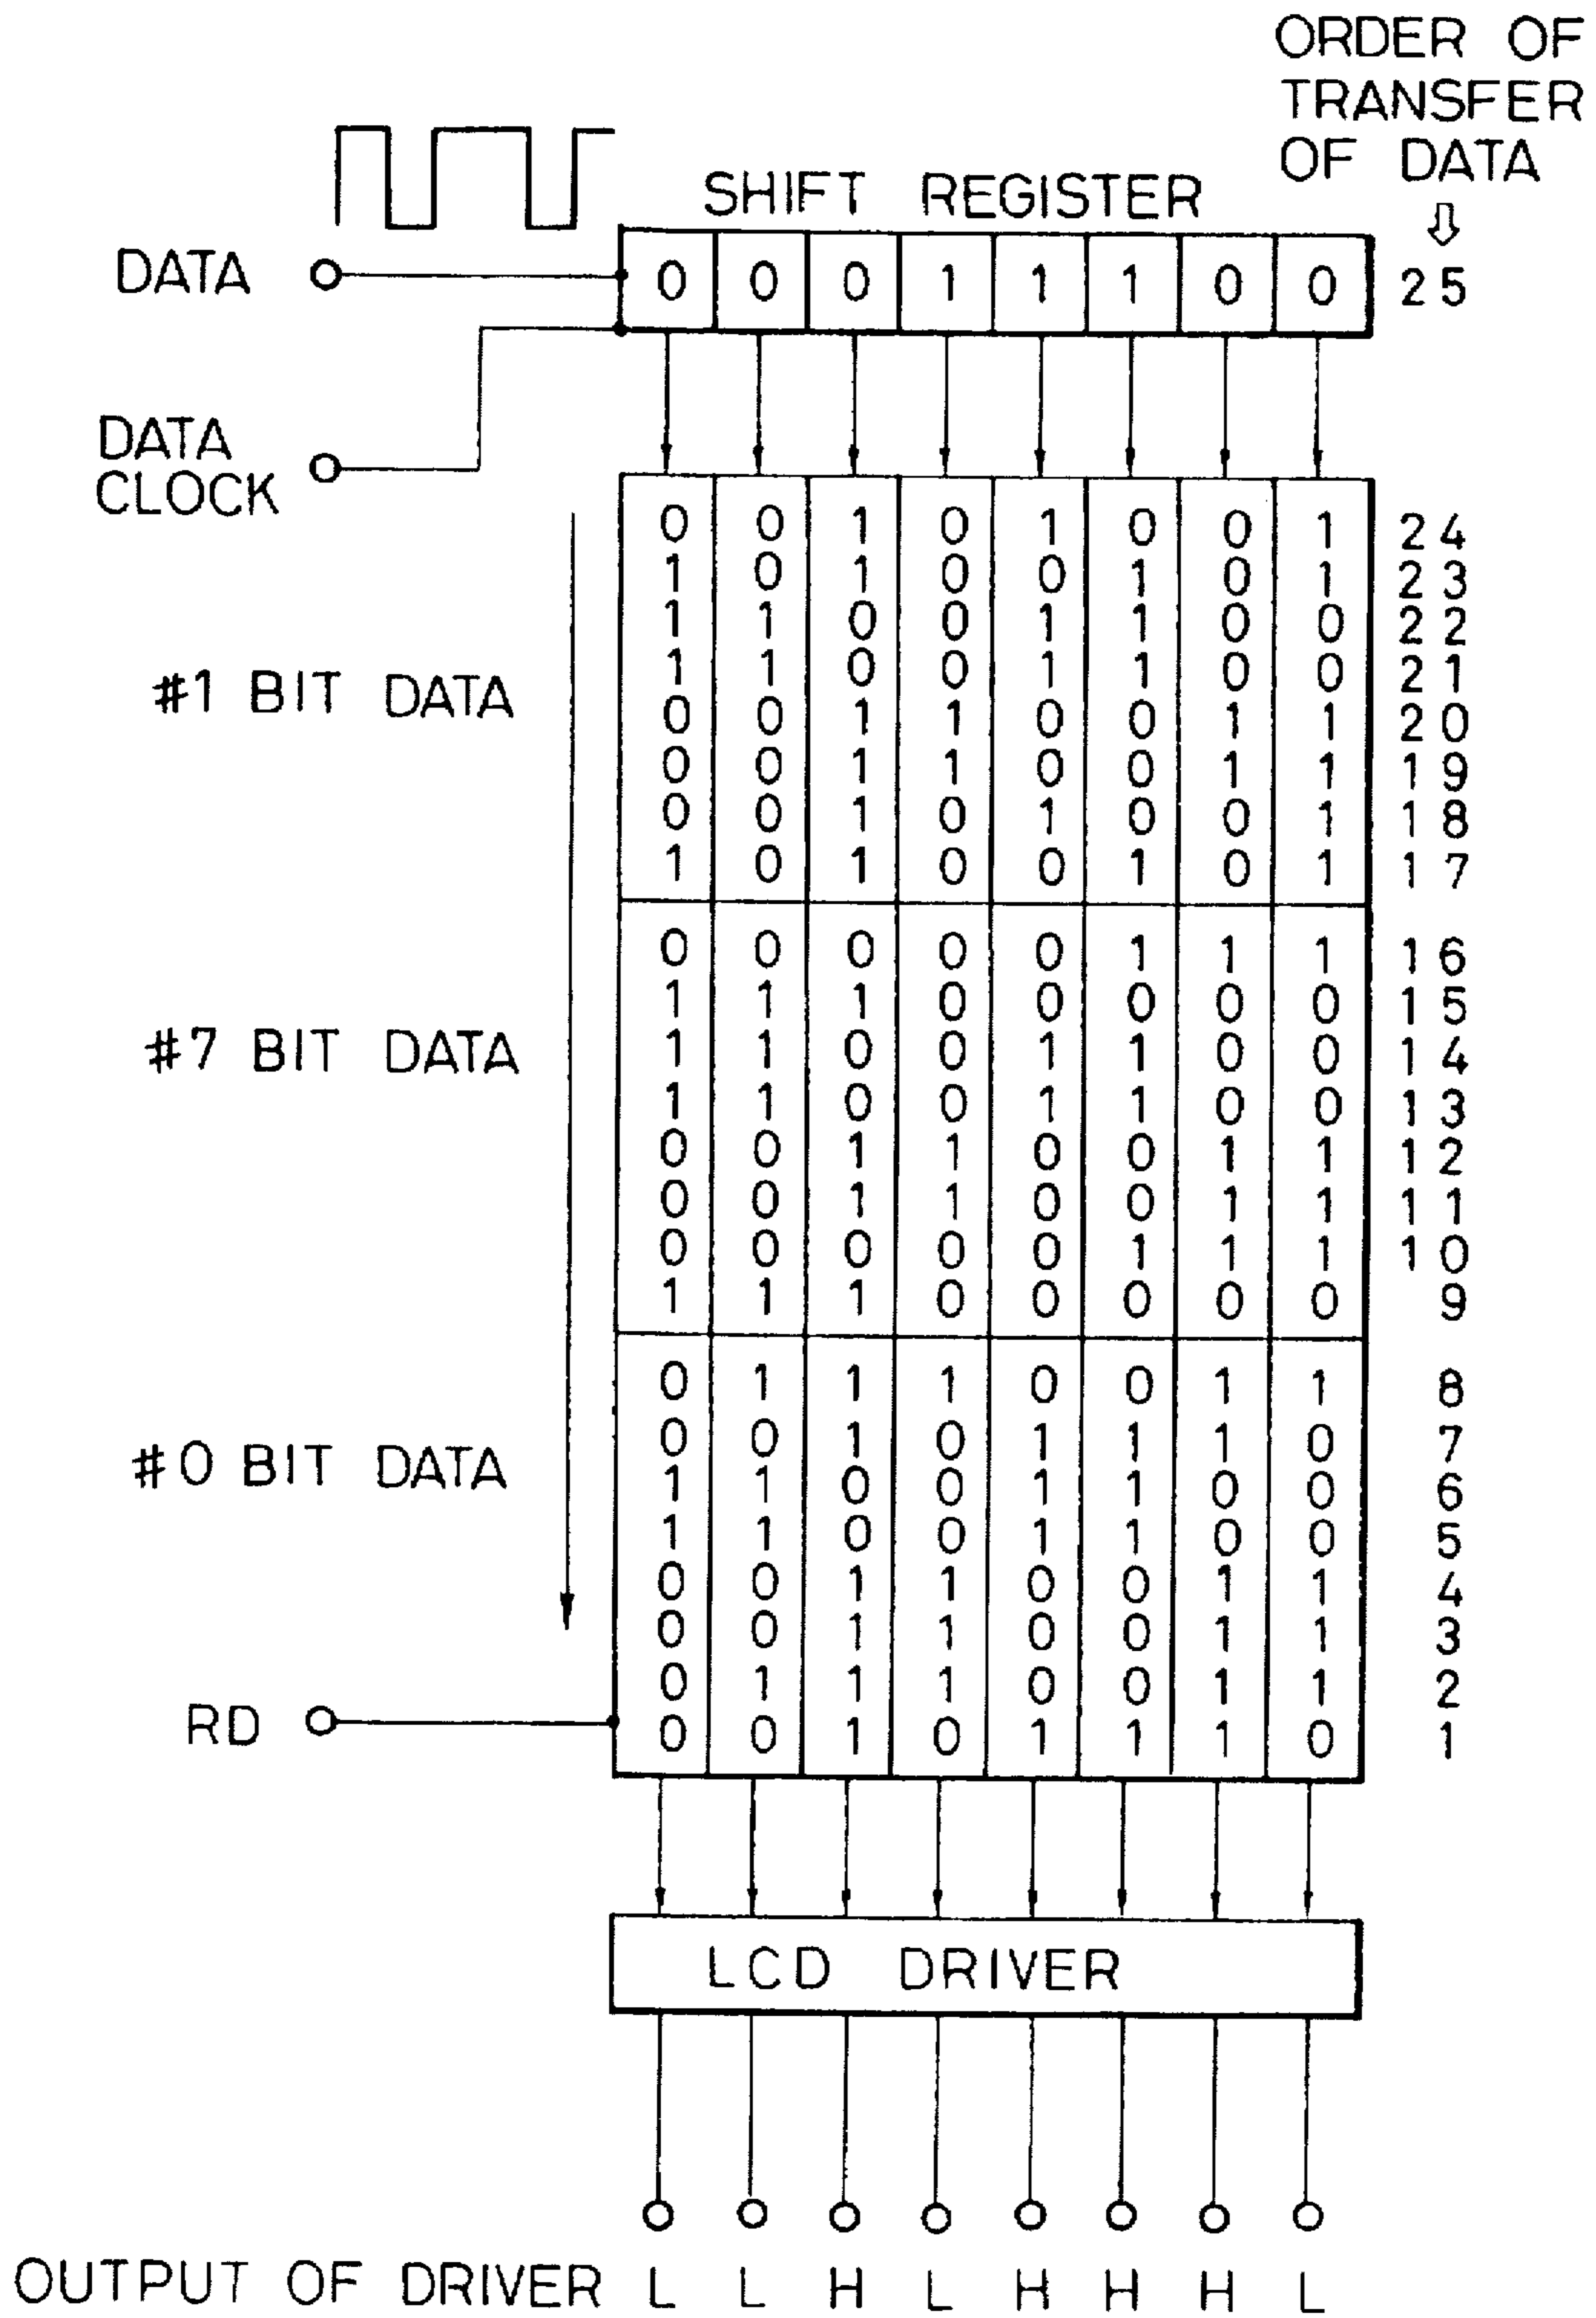 ORDER OF
TRANSFER
OF DATA
SHIFT REGISTER
DATA 0 0 0 1 1 1 0 0 25
DATA
CLOCK
0 0 1 0 1 0 0 1 24
1 0 1 0 0 1 0 1 23
1 1 0 0 1 1 0 0 22
#1 BIT DATA 1 1 0 0 1 1 0 0 21
0 0 1 1 0 0 1 1 20
0 0 1 1 0 0 1 1 19
0 0 1 0 1 0 0 1 18
1 0 1 0 0 1 0 1 17
0 0 0 0 0 1 1 1 16
1 1 1 0 0 0 0 0 15
#7 BIT DATA 1 1 0 0 1 1 0 0 14
1 1 0 0 1 1 0 0 13
0 0 1 1 0 0 1 1 12
0 0 1 1 0 0 1 1 11
0 0 0 0 0 1 1 1 10
1 1 1 0 0 0 0 0 9
0 1 1 1 0 0 1 1 8
0 0 1 0 1 1 1 0 7
#0 BIT DATA 1 1 0 0 1 1 0 0 6
1 1 0 0 1 1 0 0 5
0 0 1 1 0 0 1 1 4
0 0 1 1 0 0 1 1 3
0 1 1 1 0 0 1 1 2
RD 0 0 1 0 1 1 1 0 1
LCD DRIVER
OUTPUT OF DRIVER L L H L H H H L